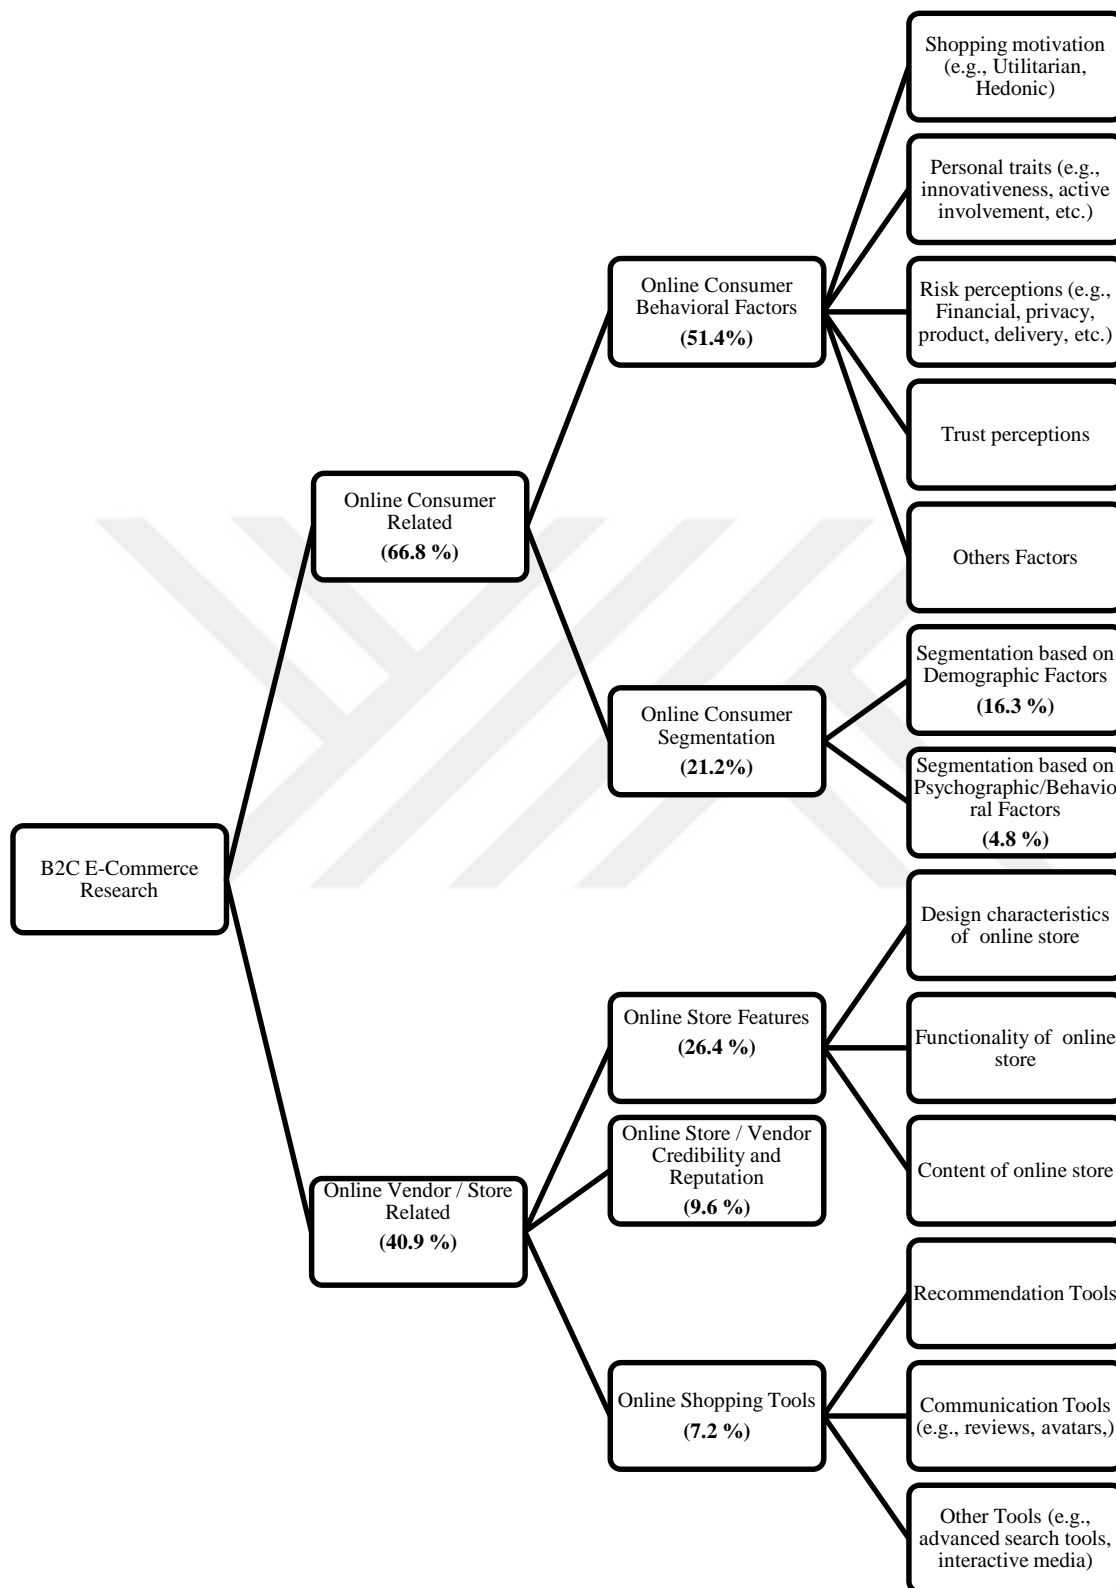 B2C E-Commerce
Research
Online Consumer
Related
(66.8 %)
Online Vendor / Store
Related
(40.9 %)
Online Consumer
Behavioral Factors
(51.4%)
Online Consumer
Segmentation
(21.2%)
Online Store Features
(26.4 %)
Online Store / Vendor
Credibility and
Reputation
(9.6 %)
Online Shopping Tools
(7.2 %)
Shopping motivation
(e.g., Utilitarian,
Hedonic)
Personal traits (e.g.,
innovativeness, active
involvement, etc.)
Risk perceptions (e.g.,
Financial, privacy,
product, delivery, etc.)
Trust perceptions
Others Factors
Segmentation based on
Demographic Factors
(16.3 %)
Segmentation based on
Psychographic/Behavio
ral Factors
(4.8 %)
Design characteristics
of  online store
Functionality of  online
store
Content of online store
Recommendation Tools
Communication Tools
(e.g., reviews, avatars,)
Other Tools (e.g.,
advanced search tools,
interactive media)